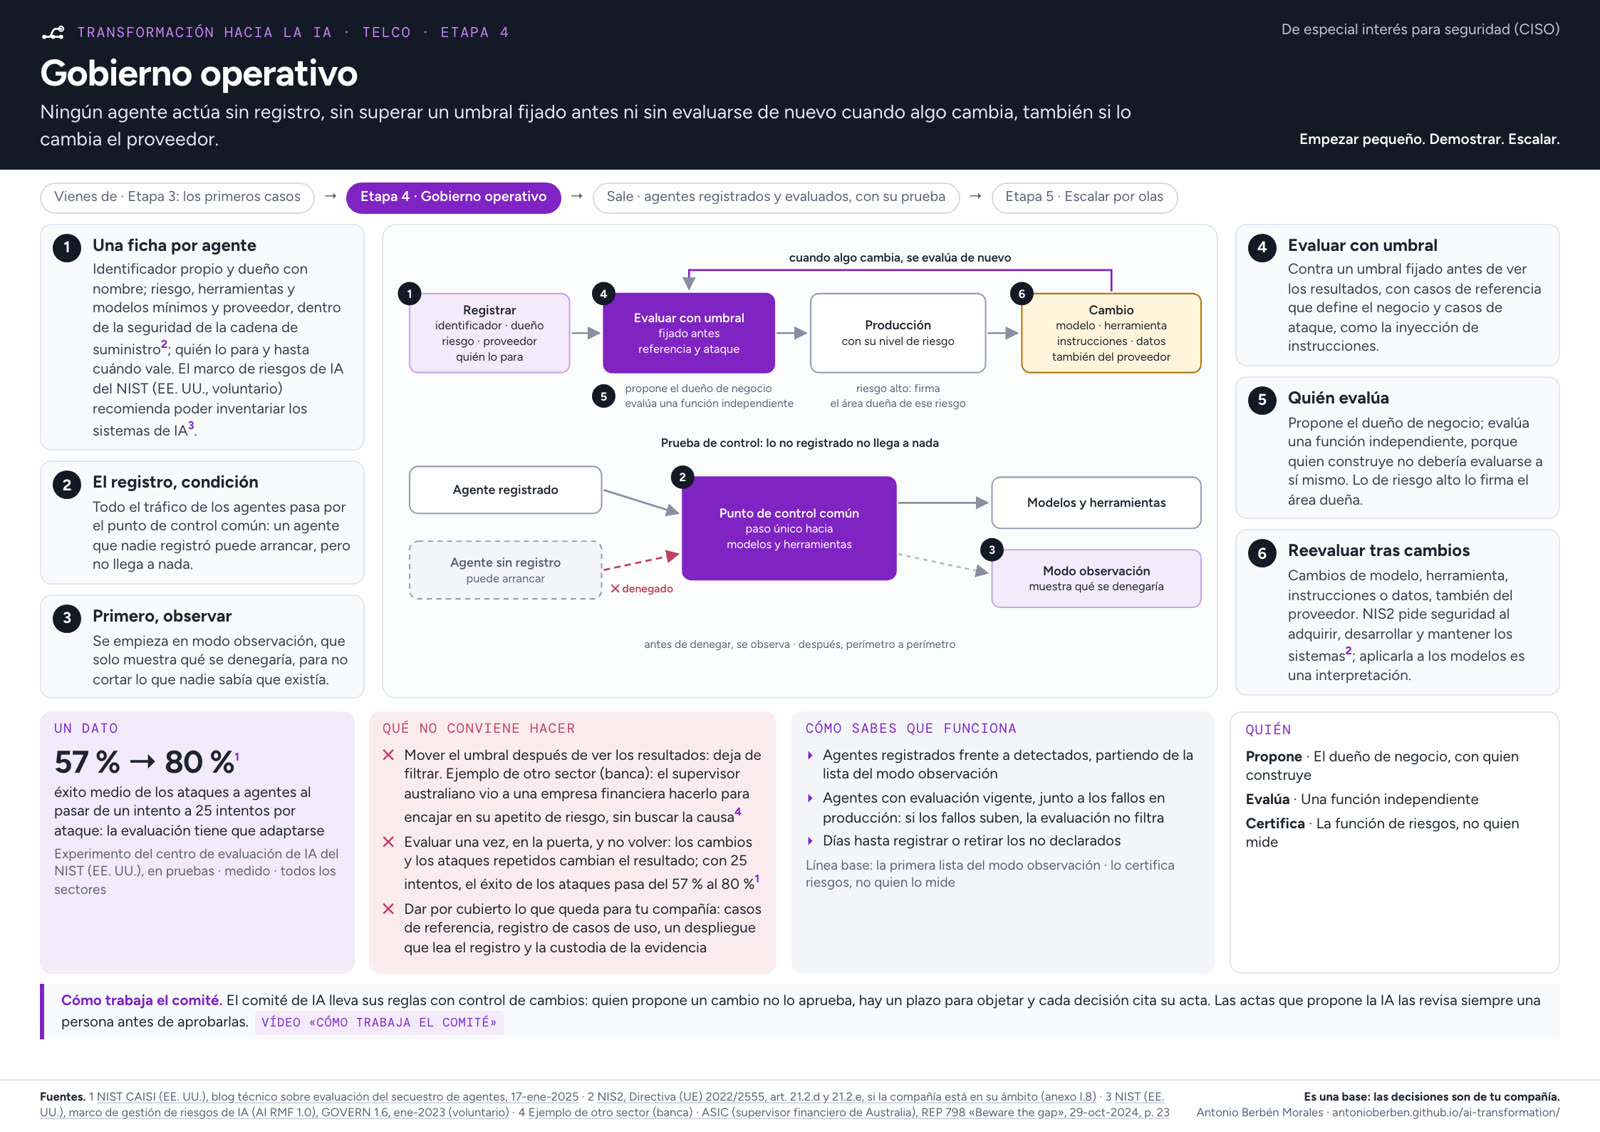 TRANSFORMACIÓN HACIA LA IA · TELCO · ETAPA 4
De especial interés para seguridad (CISO)
Gobierno operativo
Ningún agente actúa sin registro, sin superar un umbral fijado antes ni sin evaluarse de nuevo cuando algo cambia, también si lo
cambia el proveedor.
Empezar pequeño. Demostrar. Escalar.
Vienes de · Etapa 3: los primeros casos → Etapa 4 · Gobierno operativo → Sale · agentes registrados y evaluados, con su prueba → Etapa 5 · Escalar por olas
1 Una ficha por agente
Identificador propio y dueño con
nombre; riesgo, herramientas y
modelos mínimos y proveedor, dentro
de la seguridad de la cadena de
suministro2; quién lo para y hasta
cuándo vale. El marco de riesgos de IA
del NIST (EE. UU., voluntario)
recomienda poder inventariar los
sistemas de IA3.
2 El registro, condición
Todo el tráfico de los agentes pasa por
el punto de control común: un agente
que nadie registró puede arrancar, pero
no llega a nada.
3 Primero, observar
Se empieza en modo observación, que
solo muestra qué se denegaría, para no
cortar lo que nadie sabía que existía.
cuando algo cambia, se evalúa de nuevo
1
Registrar
identificador · dueño
riesgo · proveedor
quién lo para
4
Evaluar con umbral
fijado antes
referencia y ataque
Producción
con su nivel de riesgo
6
Cambio
modelo · herramienta
instrucciones · datos
también del proveedor
5
propone el dueño de negocio
evalúa una función independiente
riesgo alto: firma
el área dueña de ese riesgo
Prueba de control: lo no registrado no llega a nada
Agente registrado
Agente sin registro
puede arrancar
✕ denegado
2
Punto de control común
paso único hacia
modelos y herramientas
Modelos y herramientas
3
Modo observación
muestra qué se denegaría
antes de denegar, se observa · después, perímetro a perímetro
4 Evaluar con umbral
Contra un umbral fijado antes de ver
los resultados, con casos de referencia
que define el negocio y casos de
ataque, como la inyección de
instrucciones.
5 Quién evalúa
Propone el dueño de negocio; evalúa
una función independiente, porque
quien construye no debería evaluarse a
sí mismo. Lo de riesgo alto lo firma el
área dueña.
6 Reevaluar tras cambios
Cambios de modelo, herramienta,
instrucciones o datos, también del
proveedor. NIS2 pide seguridad al
adquirir, desarrollar y mantener los
sistemas2; aplicarla a los modelos es
una interpretación.
UN DATO
57 % → 80 %1
éxito medio de los ataques a agentes al
pasar de un intento a 25 intentos por
ataque: la evaluación tiene que adaptarse
Experimento del centro de evaluación de IA del
NIST (EE. UU.), en pruebas · medido · todos los
sectores
QUÉ NO CONVIENE HACER
✕ Mover el umbral después de ver los resultados: deja de
filtrar. Ejemplo de otro sector (banca): el supervisor
australiano vio a una empresa financiera hacerlo para
encajar en su apetito de riesgo, sin buscar la causa4
✕ Evaluar una vez, en la puerta, y no volver: los cambios
y los ataques repetidos cambian el resultado; con 25
intentos, el éxito de los ataques pasa del 57 % al 80 %1
✕ Dar por cubierto lo que queda para tu compañía: casos
de referencia, registro de casos de uso, un despliegue
que lea el registro y la custodia de la evidencia
CÓMO SABES QUE FUNCIONA
Agentes registrados frente a detectados, partiendo de la
lista del modo observación
Agentes con evaluación vigente, junto a los fallos en
producción: si los fallos suben, la evaluación no filtra
Días hasta registrar o retirar los no declarados
Línea base: la primera lista del modo observación · lo certifica
riesgos, no quien lo mide
QUIÉN
Propone · El dueño de negocio, con quien
construye
Evalúa · Una función independiente
Certifica · La función de riesgos, no quien
mide
Cómo trabaja el comité. El comité de IA lleva sus reglas con control de cambios: quien propone un cambio no lo aprueba, hay un plazo para objetar y cada decisión cita su acta. Las actas que propone la IA las revisa siempre una
persona antes de aprobarlas. VÍDEO «CÓMO TRABAJA EL COMITÉ»
Fuentes. 1 NIST CAISI (EE. UU.), blog técnico sobre evaluación del secuestro de agentes, 17-ene-2025 · 2 NIS2, Directiva (UE) 2022/2555, art. 21.2.d y 21.2.e, si la compañía está en su ámbito (anexo I.8) · 3 NIST (EE.
UU.), marco de gestión de riesgos de IA (AI RMF 1.0), GOVERN 1.6, ene-2023 (voluntario) · 4 Ejemplo de otro sector (banca) · ASIC (supervisor financiero de Australia), REP 798 «Beware the gap», 29-oct-2024, p. 23
Es una base: las decisiones son de tu compañía.
Antonio Berbén Morales · antonioberben.github.io/ai-transformation/